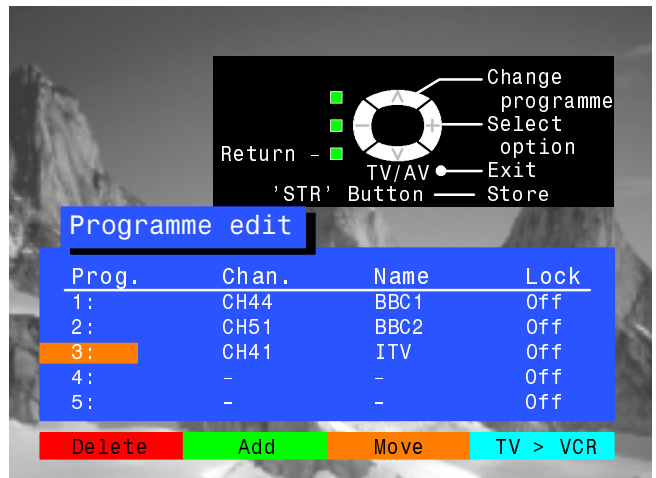 Change
programme
Select
option
Return –
TV/AV
Exit
'STR' Button
Store
Programme edit
Prog. Chan. Name Lock
1: CH44 BBC1 Off
2: CH51 BBC2 Off
3: CH41 ITV Off
4: – – Off
5: – – Off
Delete Add Move TV > VCR